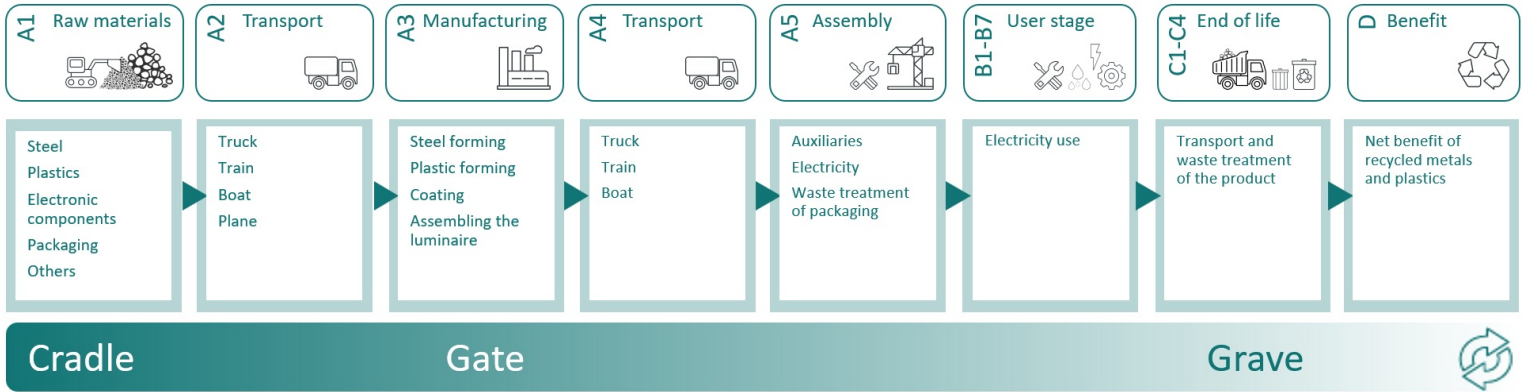 A1 Raw materials
A2 Transport
A3 Manufacturing
A4 Transport
A5 Assembly
B1-B7 User stage
C1-C4 End of life
D Benefit
Steel
Plastics
Electronic
components
Packaging
Others
Truck
Train
Boat
Plane
Steel forming
Plastic forming
Coating
Assembling the
luminaire
Truck
Train
Boat
Auxiliaries
Electricity
Waste treatment
of packaging
Electricity use
Transport and
waste treatment
of the product
Net benefit of
recycled metals
and plastics
Cradle
Gate
Grave